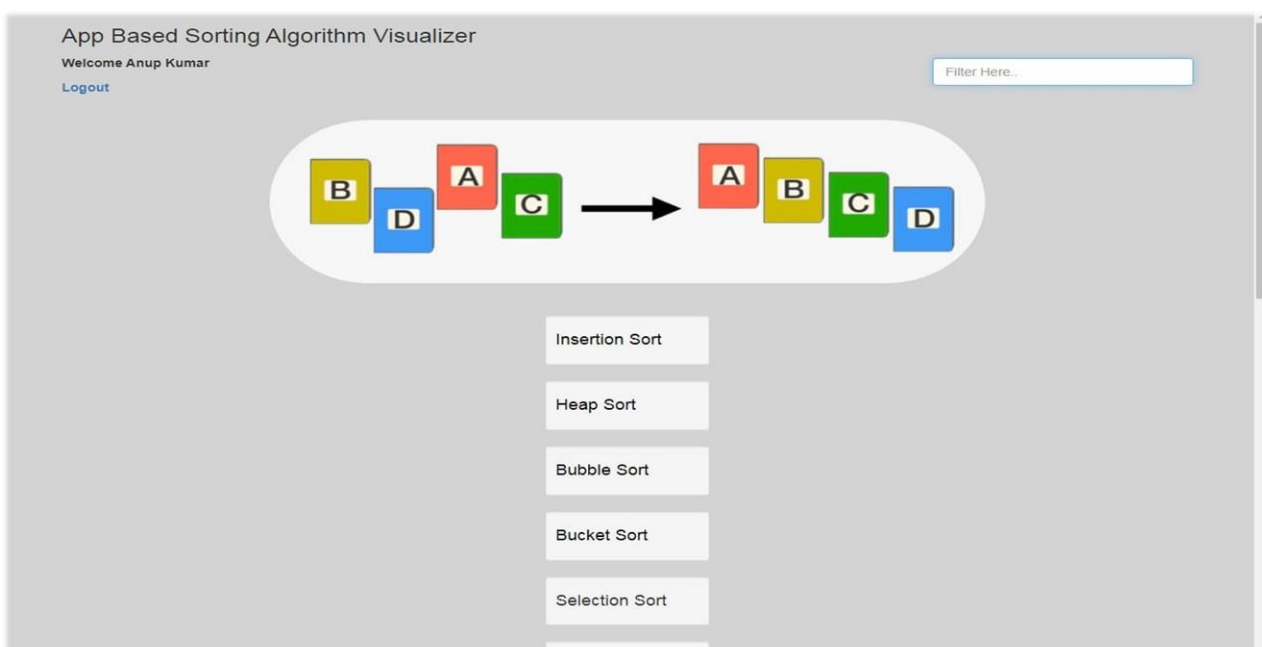 App Based Sorting Algorithm Visualizer
Welcome Anup Kumar
Filter Here..
Logout
B D A C A B C D
Insertion Sort
Heap Sort
Bubble Sort
Bucket Sort
Selection Sort